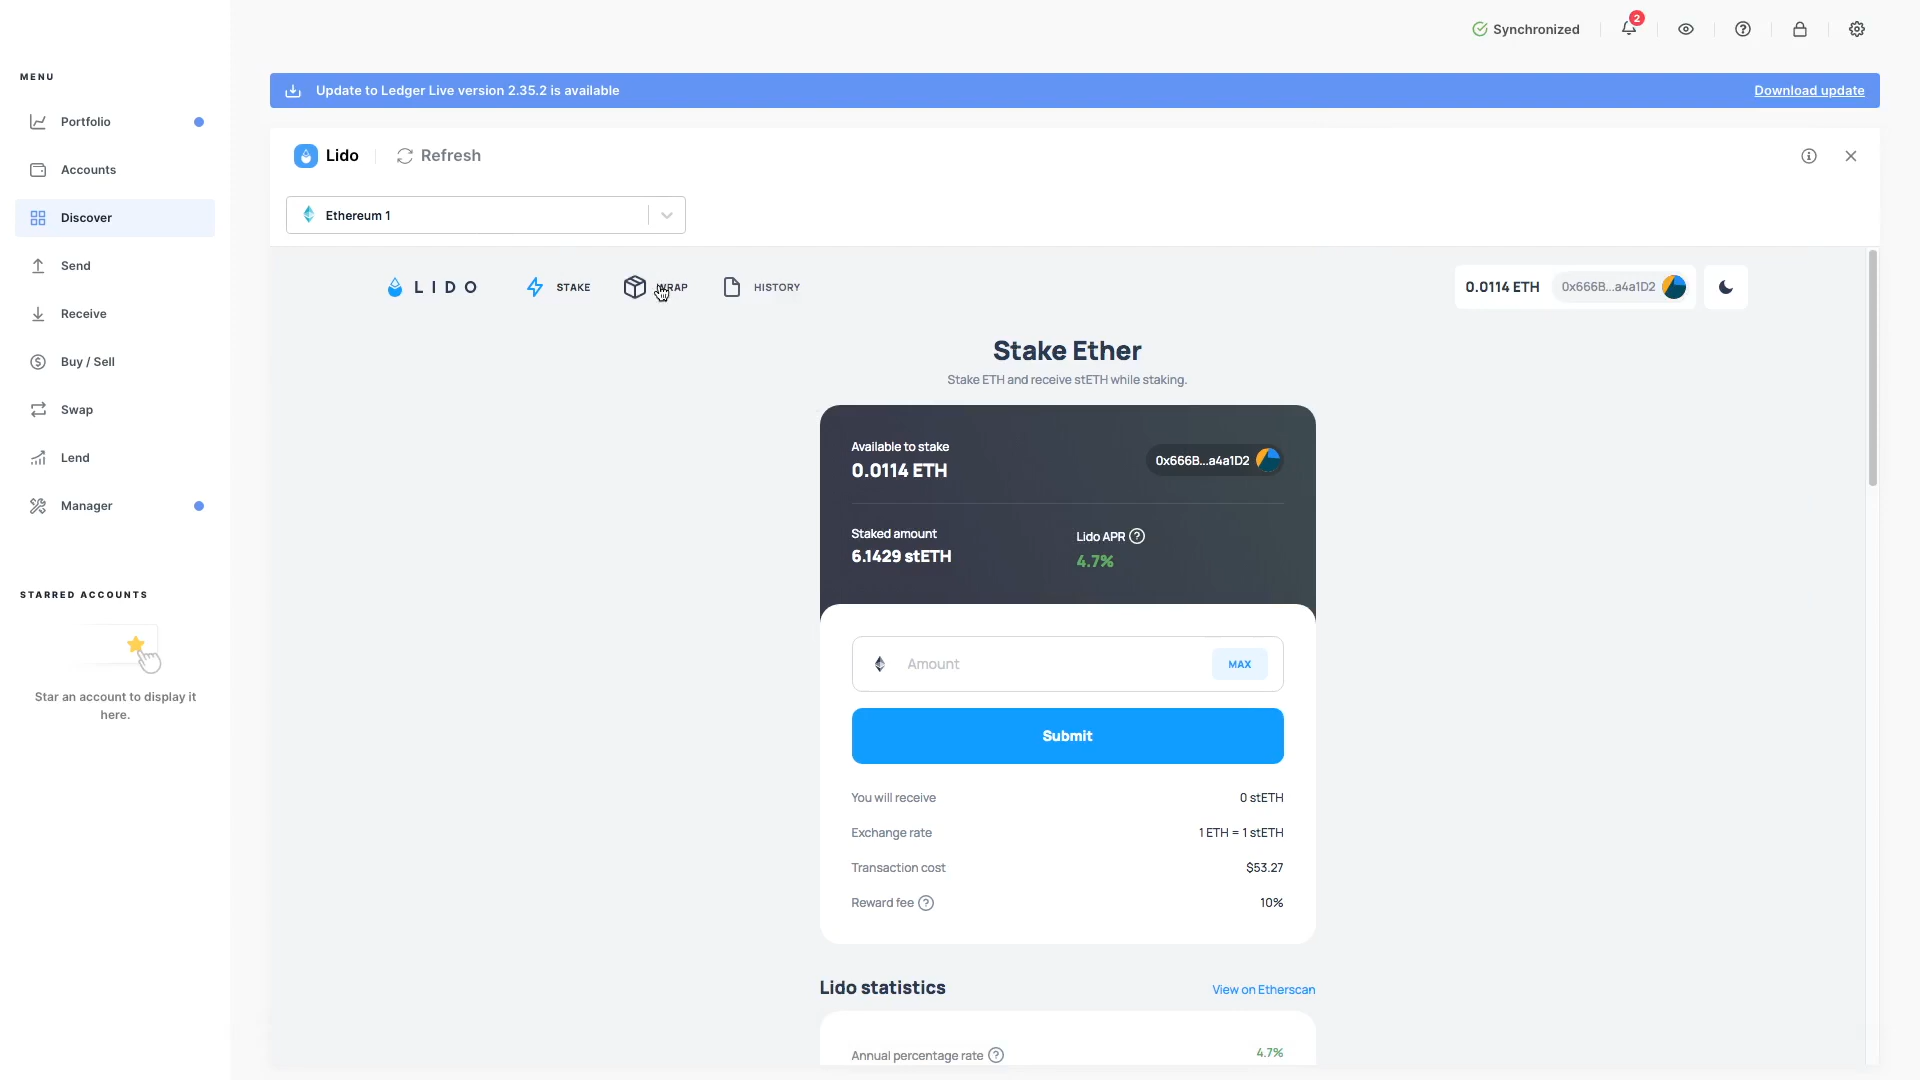 MENU
Portfolio
Accounts
Discover
Send
Receive
Buy / Sell
Swap
Lend
Manager
STARRED ACCOUNTS
Star an account to display it
here.
Synchronized
2
Update to Ledger Live version 2.35.2 is available
Download update
Lido
Refresh
Ethereum 1
LIDO
STAKE
WRAP
HISTORY
0.0114 ETH
0x666B...a4a1D2
Stake Ether
Stake ETH and receive stETH while staking.
Available to stake
0.0114 ETH
0x666B...a4a1D2
Staked amount
6.1429 stETH
Lido APR
4.7%
Amount
MAX
Submit
You will receive 0 stETH
Exchange rate 1 ETH = 1 stETH
Transaction cost $53.27
Reward fee 10%
Lido statistics
View on Etherscan
Annual percentage rate 4.7%